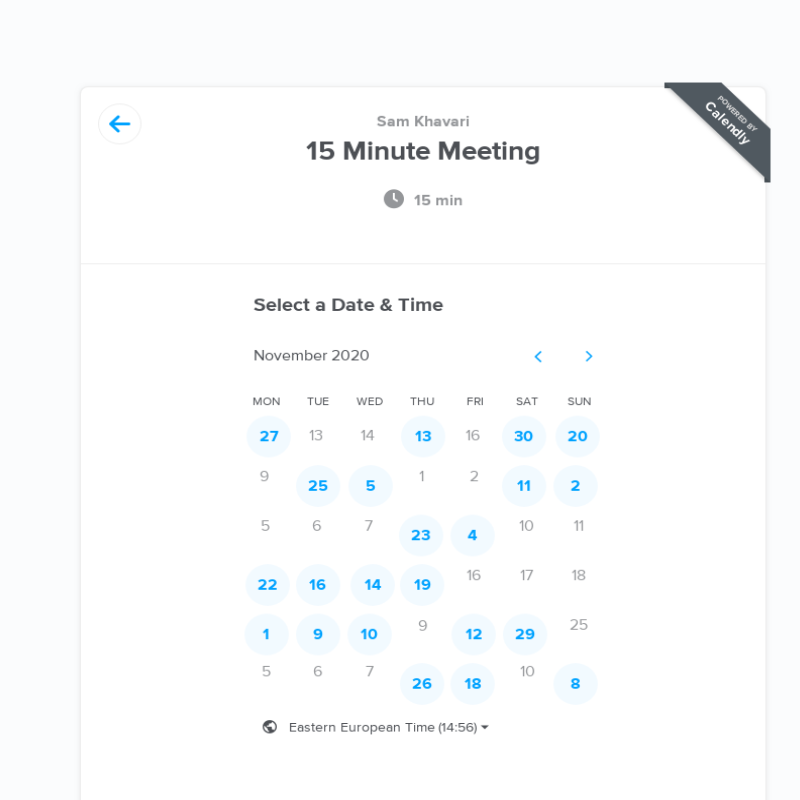 POWERED BY
Calendly
Sam Khavari
15 Minute Meeting
15 min
Select a Date & Time
November 2020
MON TUE WED THU FRI SAT SUN
27 13 14 13 16 30 20
9 25 5 1 2 11 2
5 6 7 23 4 10 11
22 16 14 19 16 17 18
1 9 10 9 12 29 25
5 6 7 26 18 10 8
Eastern European Time (14:56)